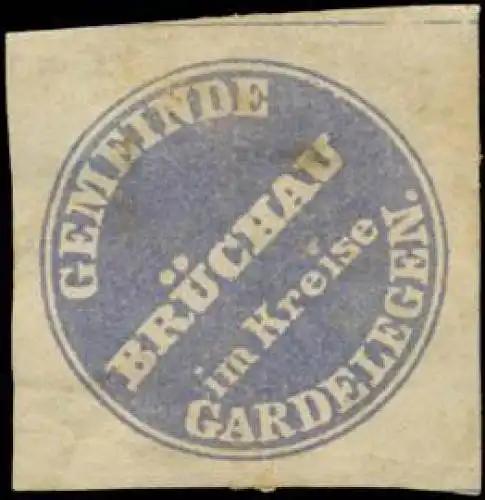 GEMEINDE
BRÜCHAU
im Kreise
GARDELEGEN.